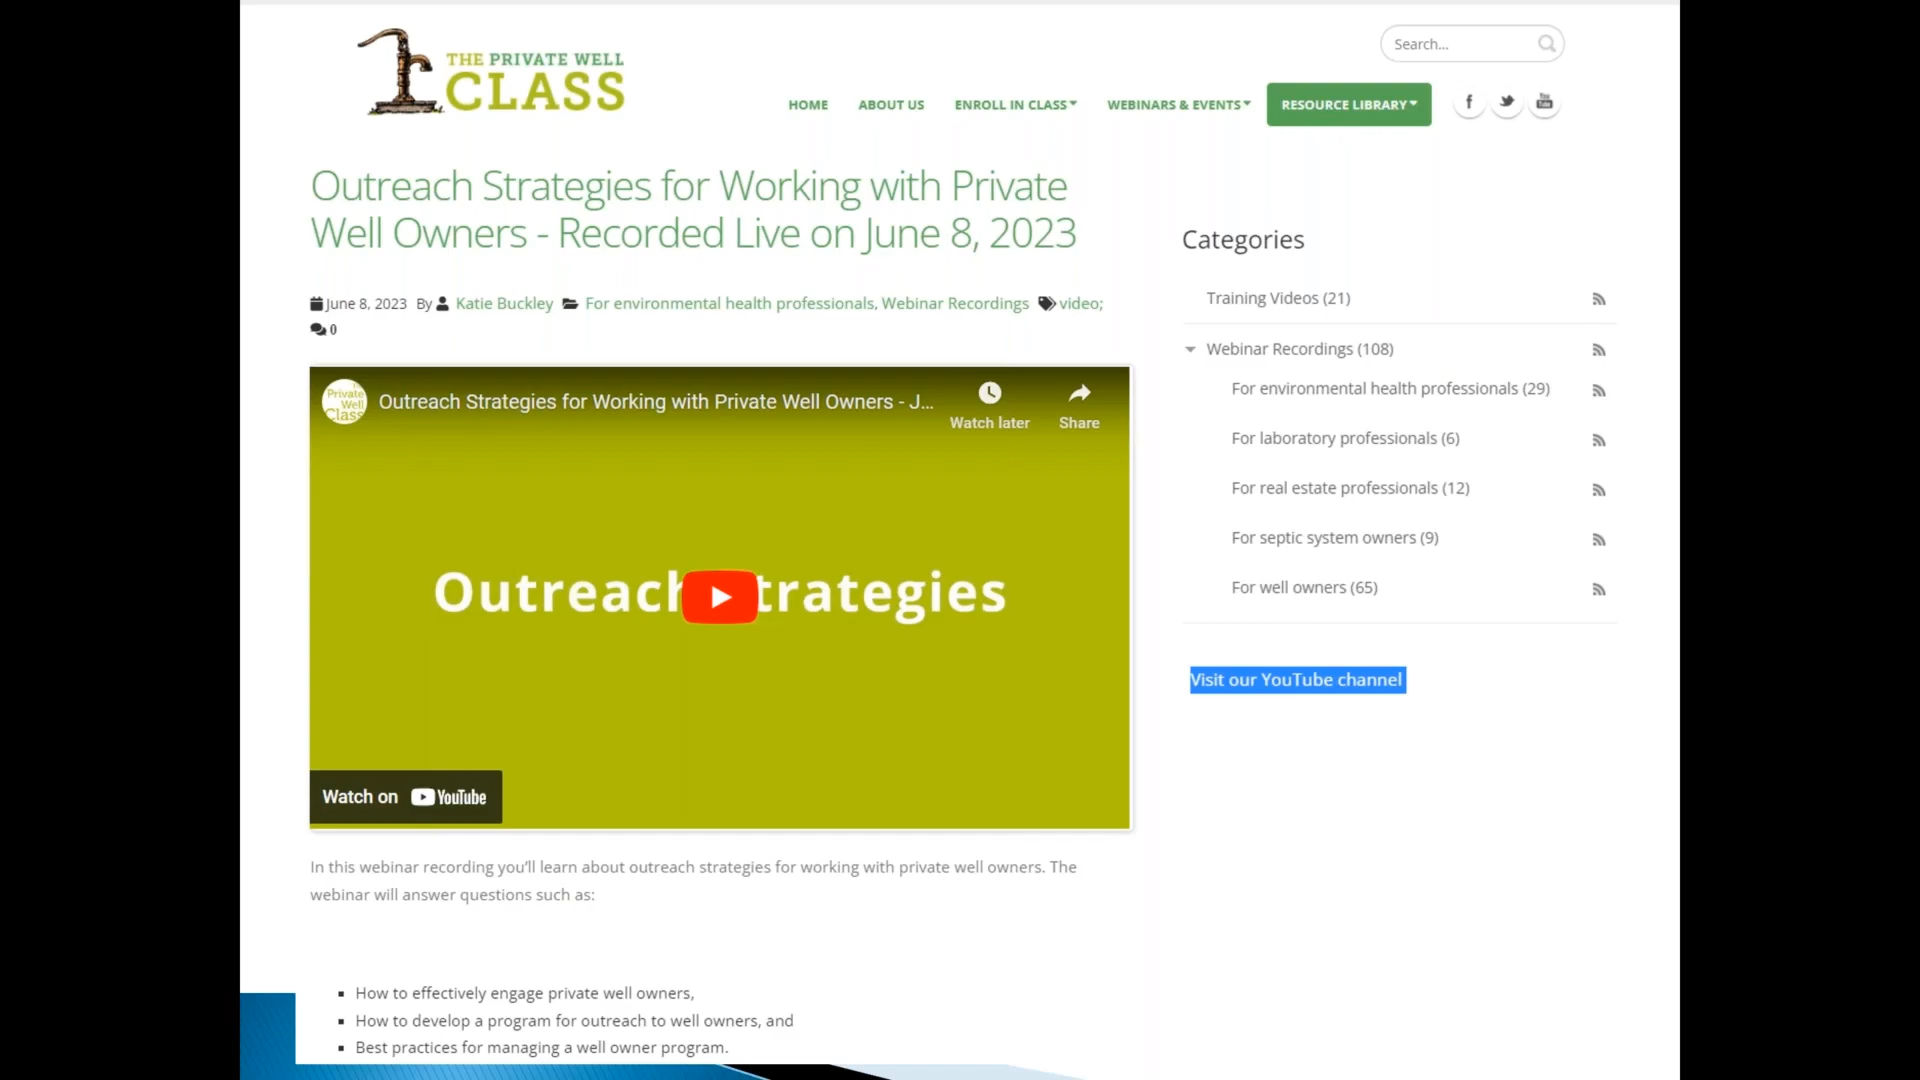 THE PRIVATE WELL
CLASS
Search...
HOME
ABOUT US
ENROLL IN CLASS
WEBINARS & EVENTS
RESOURCE LIBRARY
f
You
Tube
Outreach Strategies for Working with Private
Well Owners - Recorded Live on June 8, 2023
June 8, 2023 By Katie Buckley For environmental health professionals, Webinar Recordings video;
0
Private
Well
Class
Outreach Strategies for Working with Private Well Owners - J...
Watch later
Share
Outreach trategies
Watch on YouTube
In this webinar recording you'll learn about outreach strategies for working with private well owners. The
webinar will answer questions such as:
How to effectively engage private well owners,
How to develop a program for outreach to well owners, and
Best practices for managing a well owner program.
Categories
Training Videos (21)
Webinar Recordings (108)
For environmental health professionals (29)
For laboratory professionals (6)
For real estate professionals (12)
For septic system owners (9)
For well owners (65)
Visit our YouTube channel